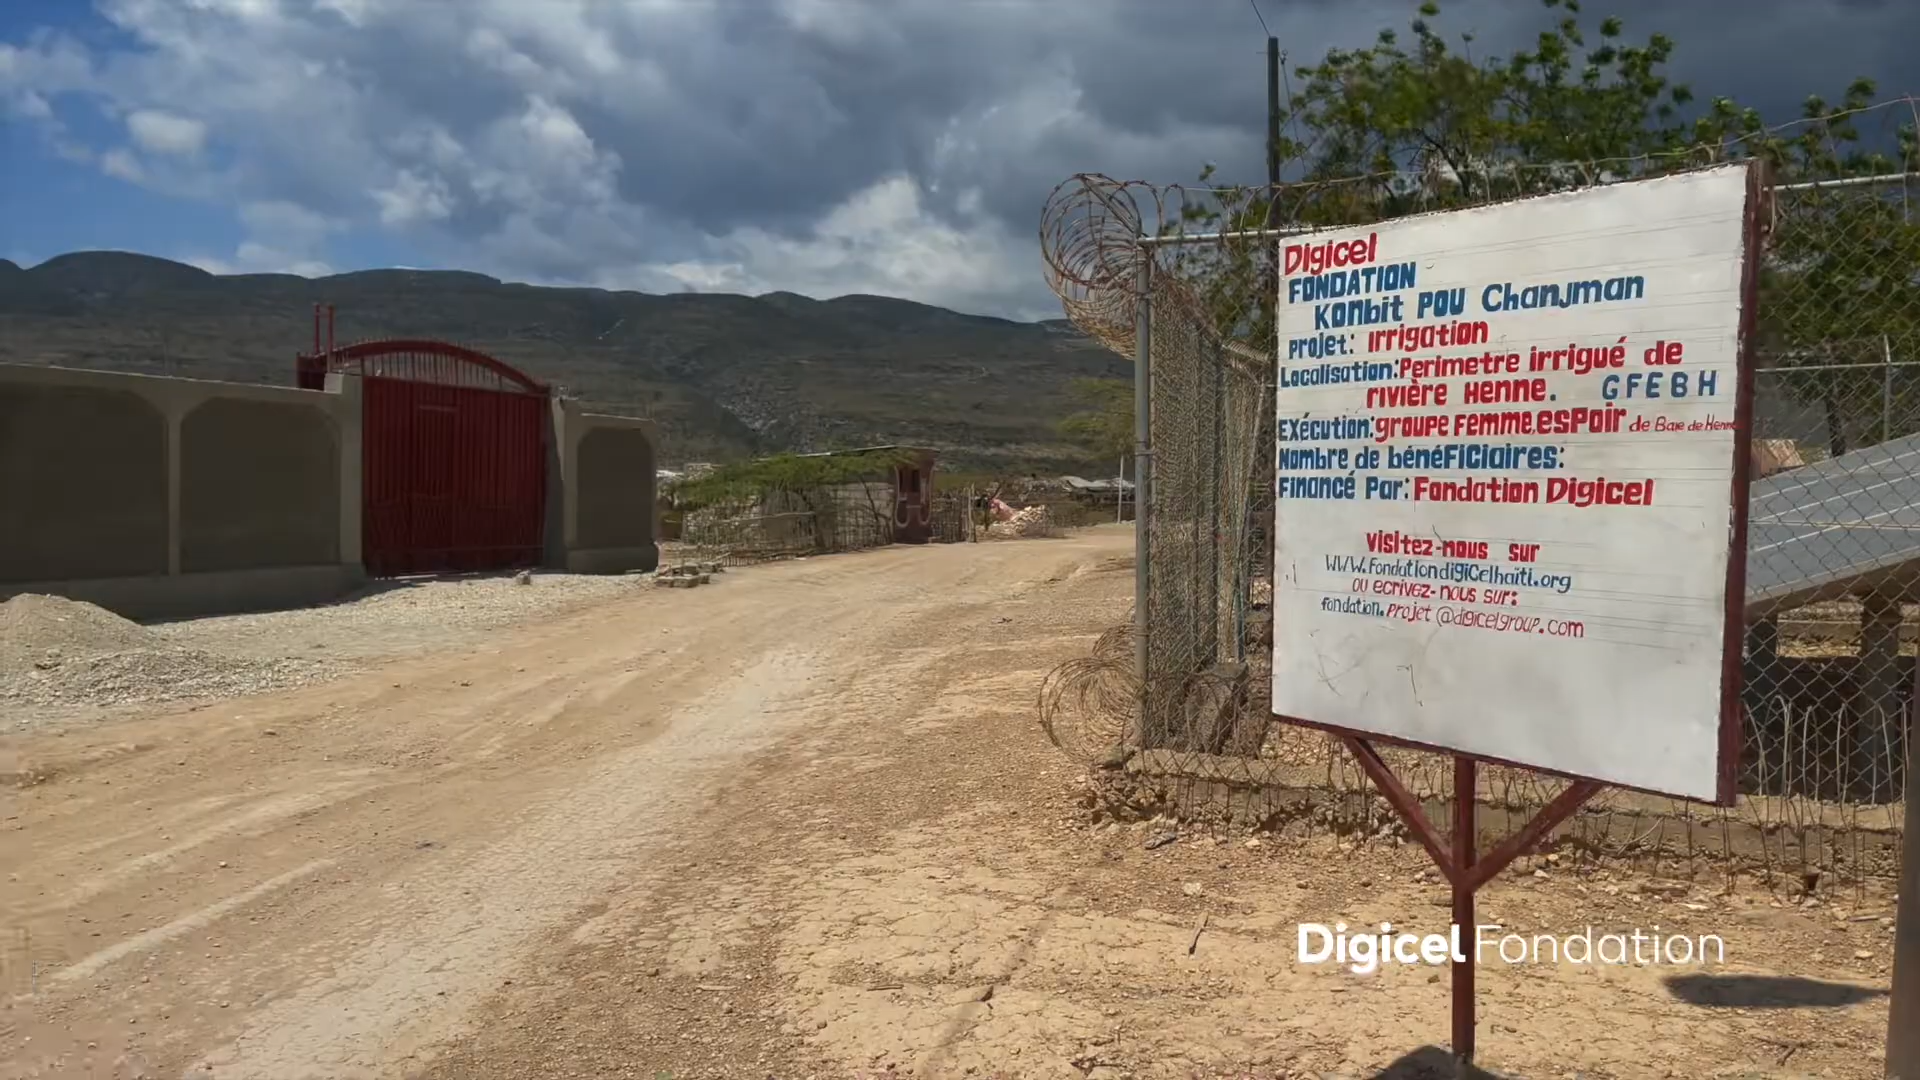 Digicel
FONDATION
Konbit POU Chanjman
Projet: irrigation
Localisation: Perimetre irrigué de
rivière Henne. GFEBH
Exécution: groupe Femme, espoir de Baie de Henne
Nombre de bénéficiaires:
Financé Par: Fondation Digicel
visitez-nous sur
www.fondationdigicelhaiti.org
ou ecrivez-nous sur:
fondation.projet@digicelgroup.com
Digicel Fondation